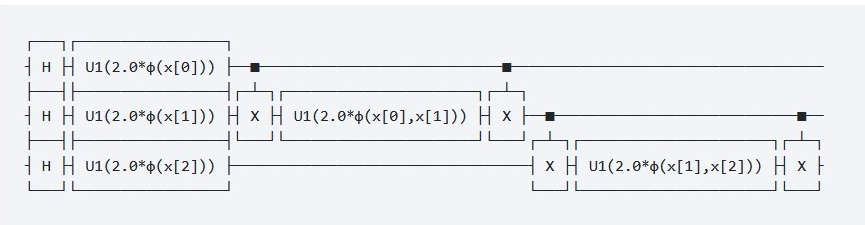 H U1(2.0*ϕ(x[0])) ■ ■
H U1(2.0*ϕ(x[1])) X U1(2.0*ϕ(x[0],x[1])) X ■ ■
H U1(2.0*ϕ(x[2])) X U1(2.0*ϕ(x[1],x[2])) X